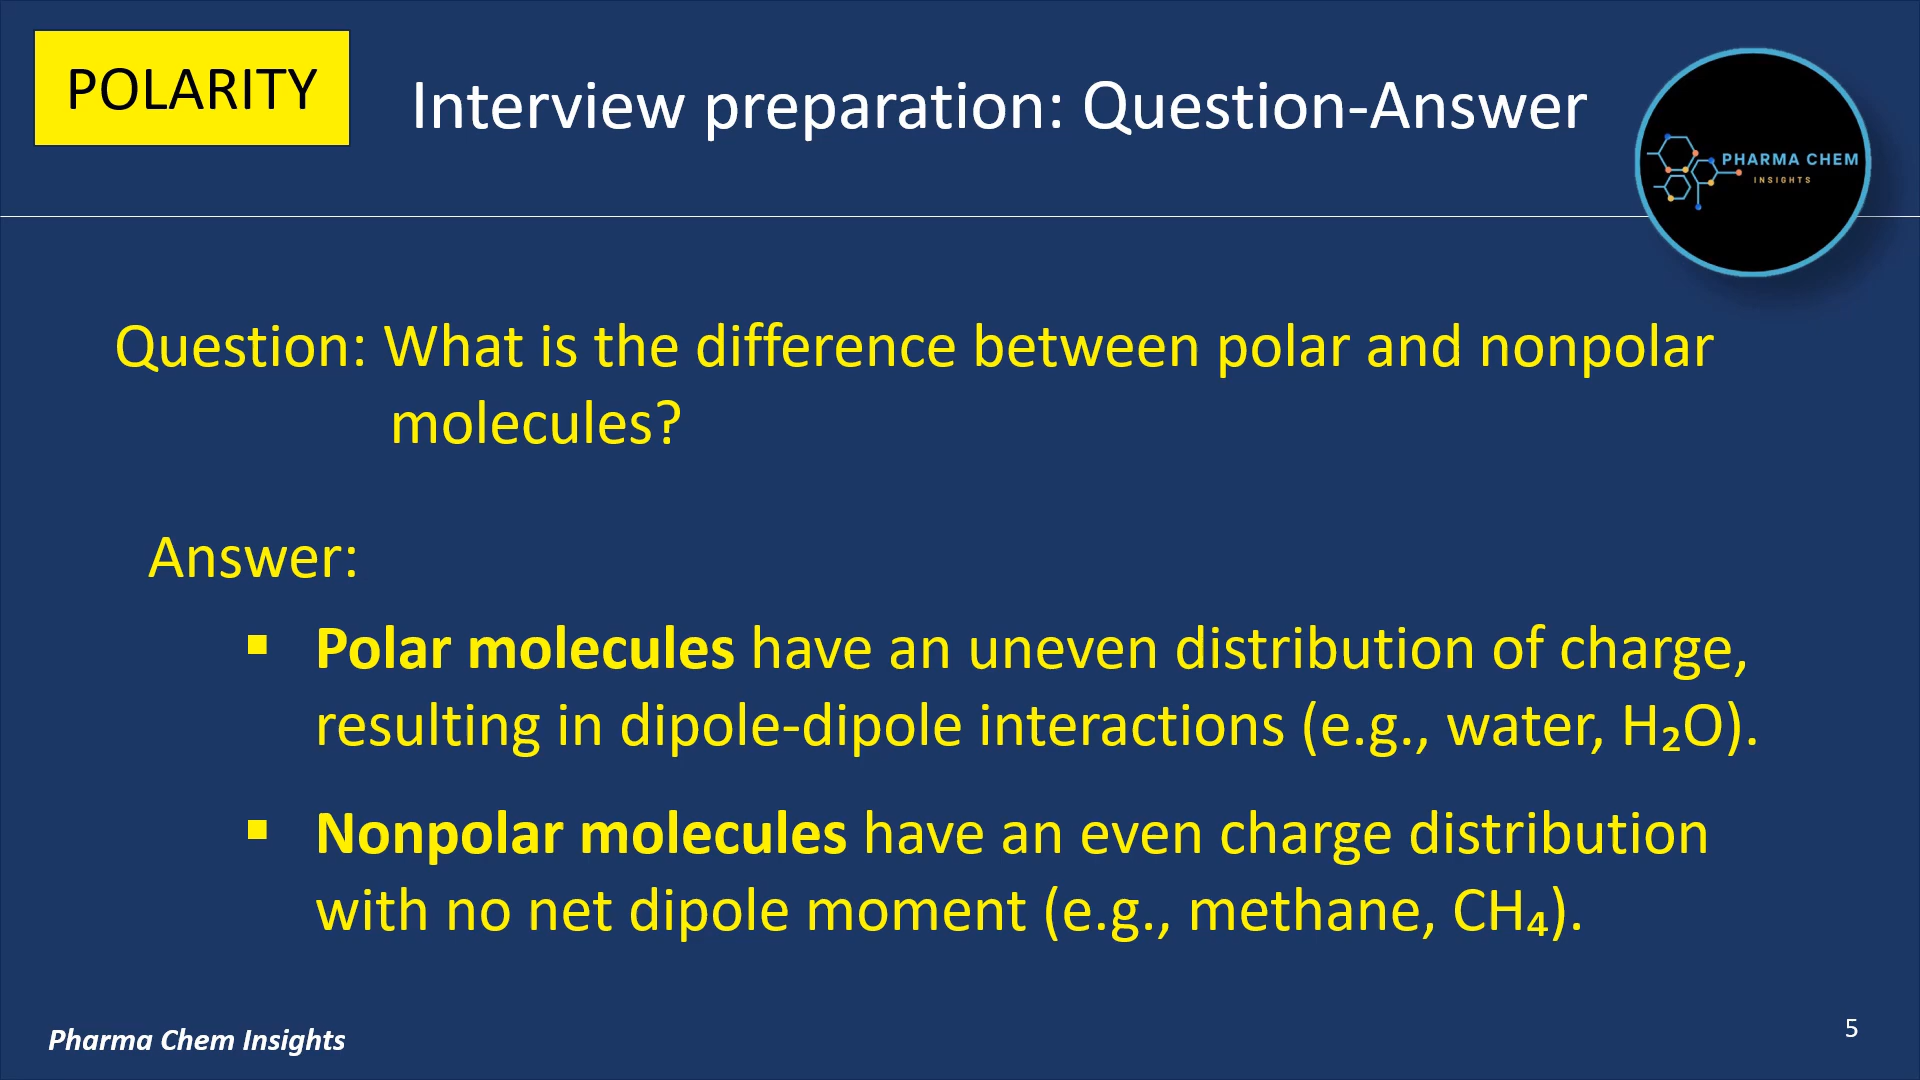 POLARITY
Interview preparation: Question-Answer
PHARMA CHEM
INSIGHTS
Question: What is the difference between polar and nonpolar
molecules?
Answer:
▪ Polar molecules have an uneven distribution of charge,
resulting in dipole-dipole interactions (e.g., water, H₂O).
▪ Nonpolar molecules have an even charge distribution
with no net dipole moment (e.g., methane, CH₄).
Pharma Chem Insights
5